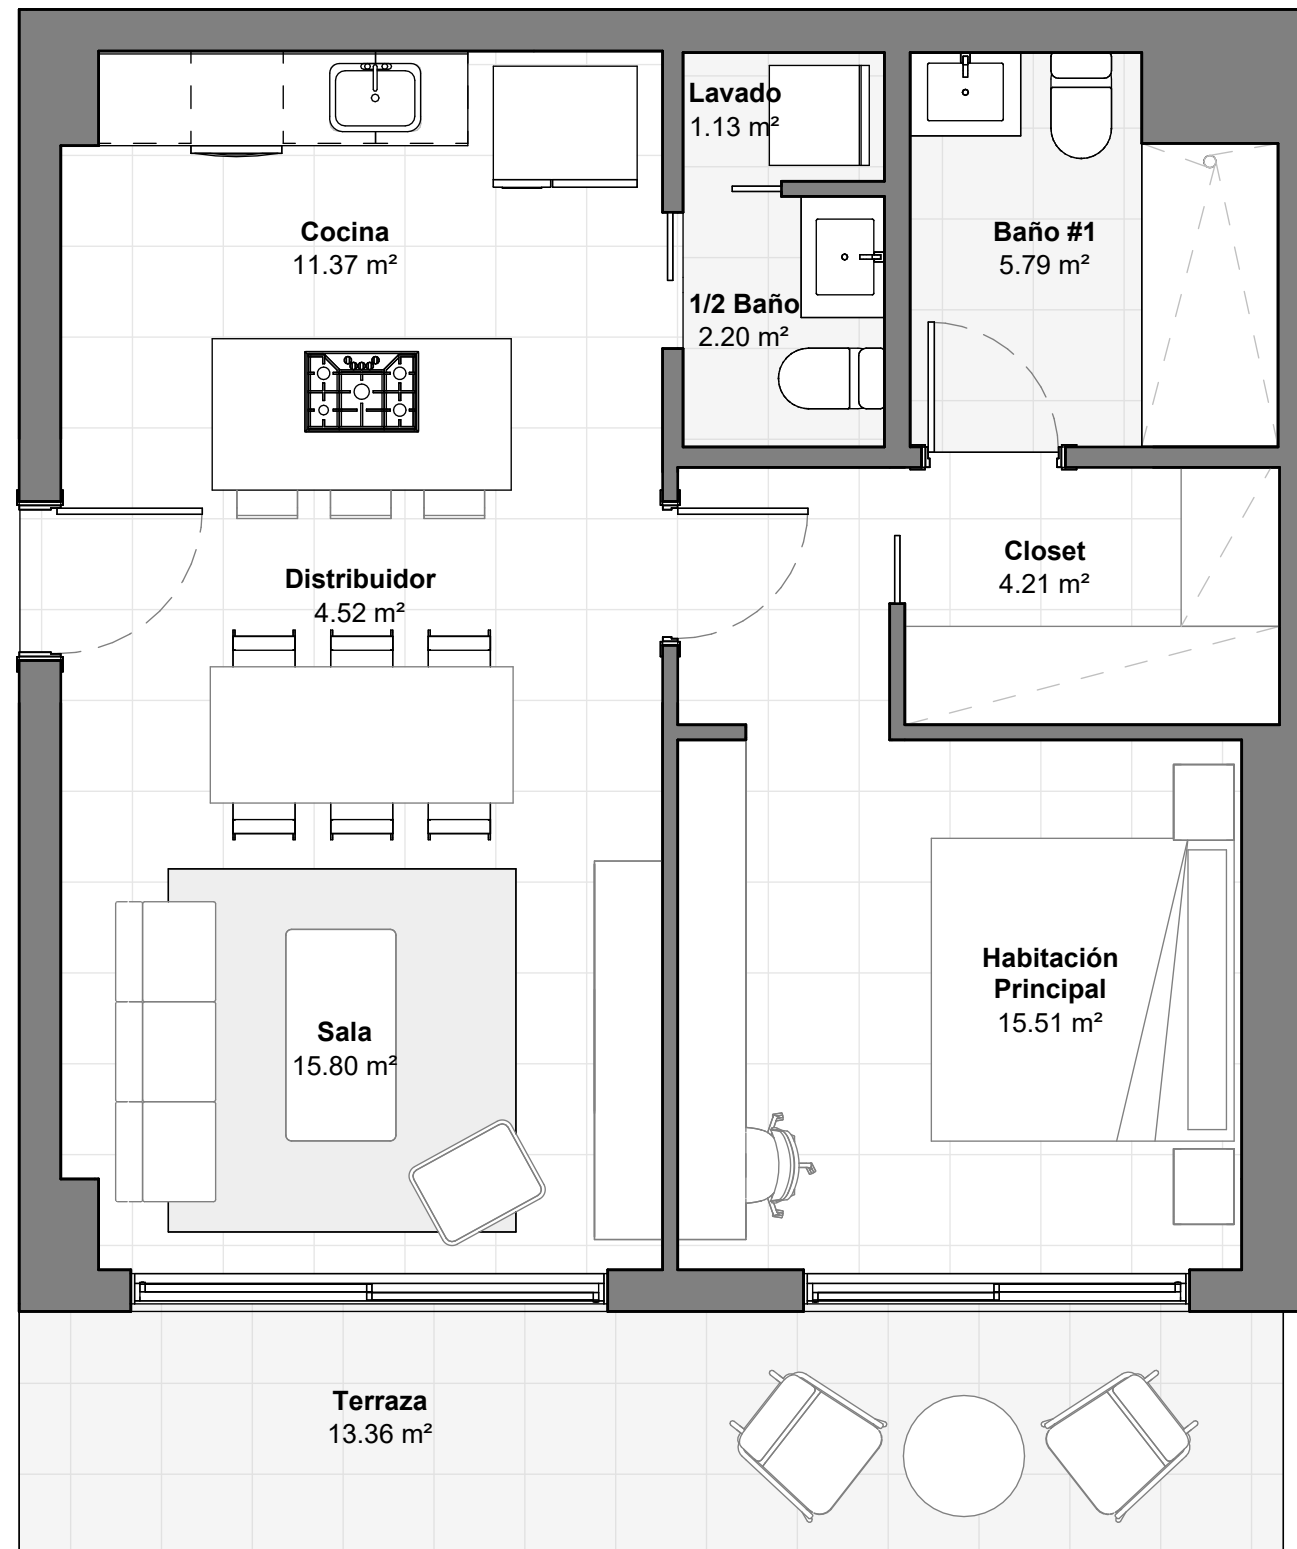 Lavado
1.13 m²
Cocina
11.37 m²
Baño #1
5.79 m²
1/2 Baño
2.20 m²
Distribuidor
4.52 m²
Closet
4.21 m²
Habitación
Principal
15.51 m²
Sala
15.80 m²
Terraza
13.36 m²